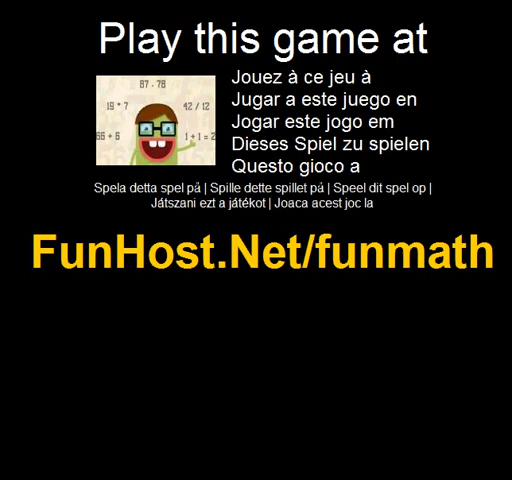 Play this game at
87 - 78
19 * 7
42 / 12
1 + 1 = 2
Jouez à ce jeu à
Jugar a este juego en
Jogar este jogo em
Dieses Spiel zu spielen
Questo gioco a
Spela detta spel på | Spille dette spillet på | Speel dit spel op |
Játszani ezt a játékot | Joaca acest joc la
FunHost.Net/funmath